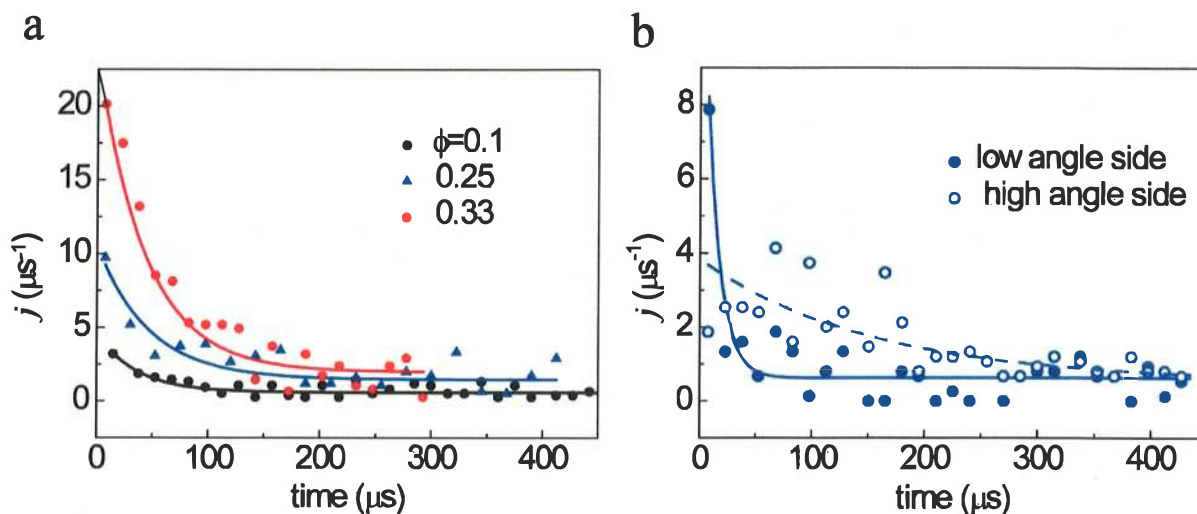 a
j (μs⁻¹)
20
15
10
5
0
ϕ=0.1
0.25
0.33
0 100 200 300 400
time (μs)
b
j (μs⁻¹)
8
6
4
2
0
low angle side
high angle side
0 100 200 300 400
time (μs)